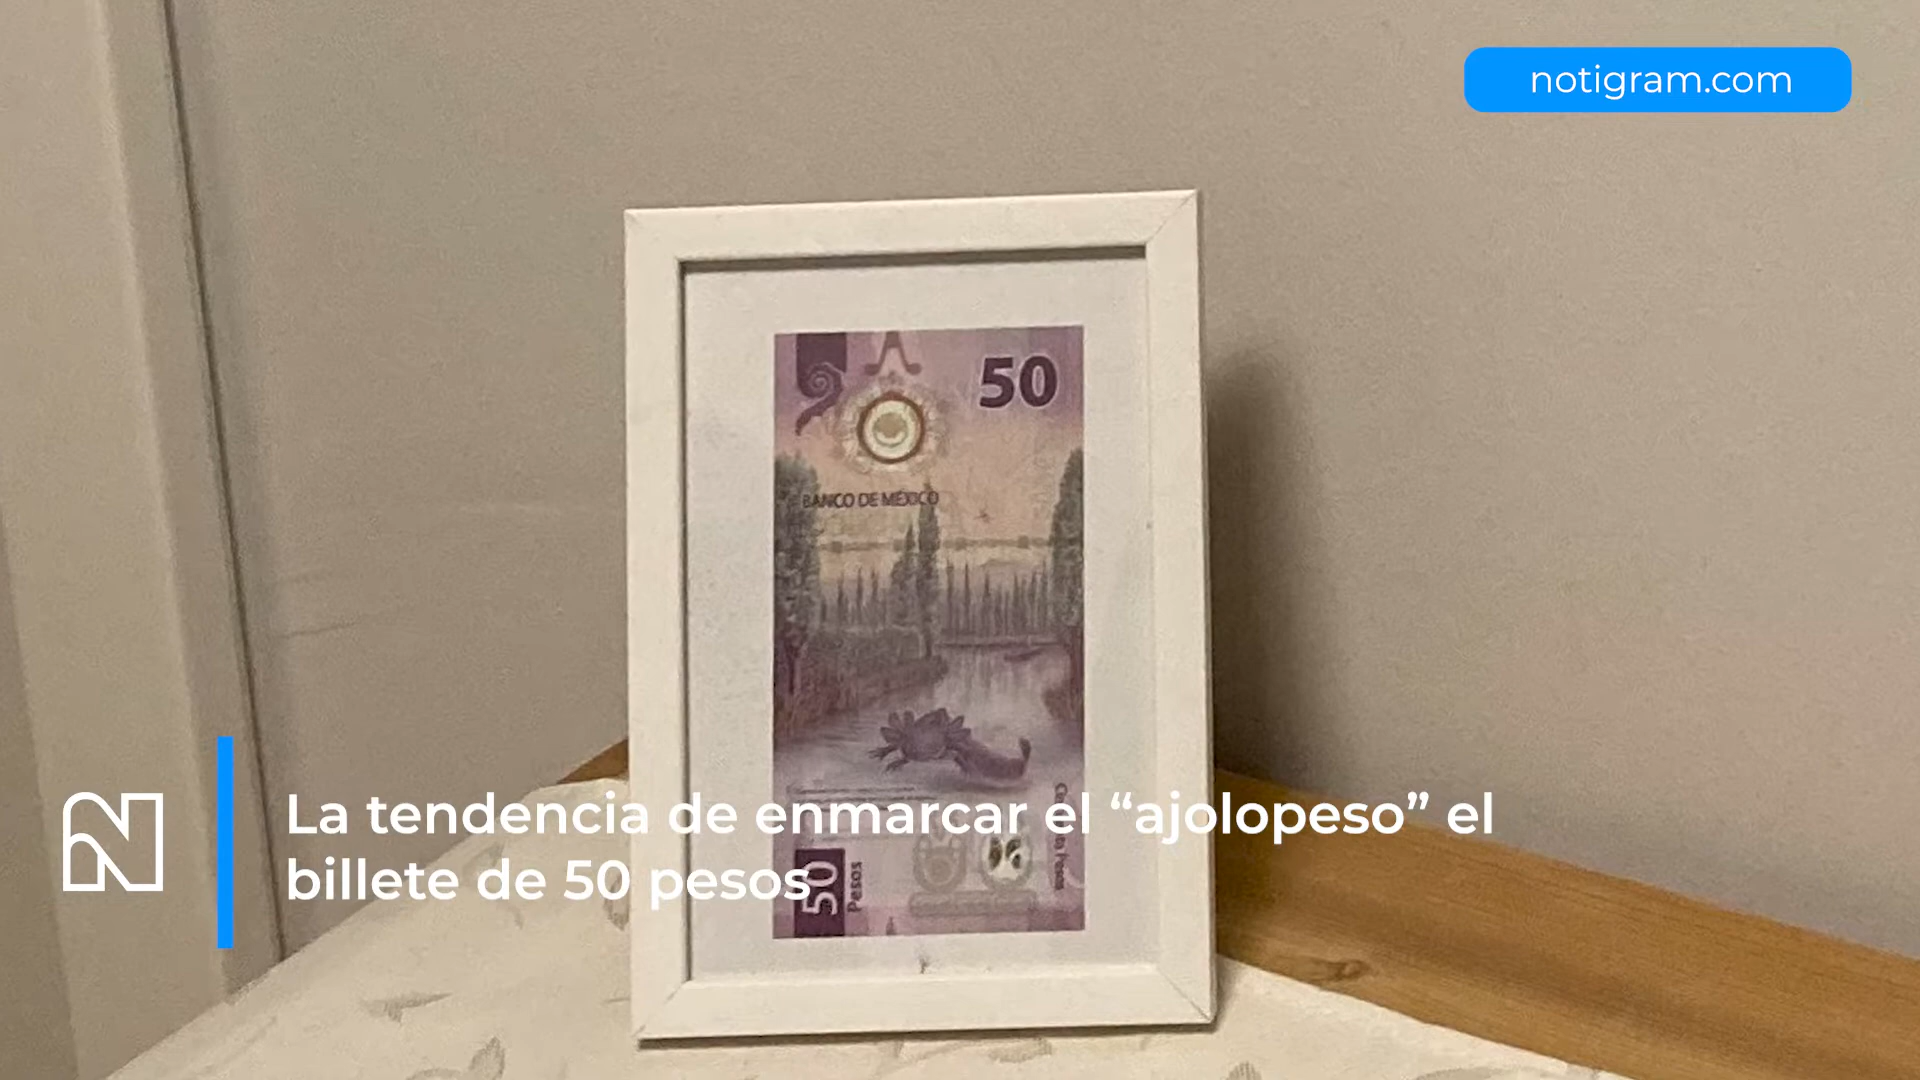 notigram.com
50
BANCO DE MÉXICO
La tendencia de enmarcar el “ajolopeso” el
billete de 50 pesos
50
Pesos